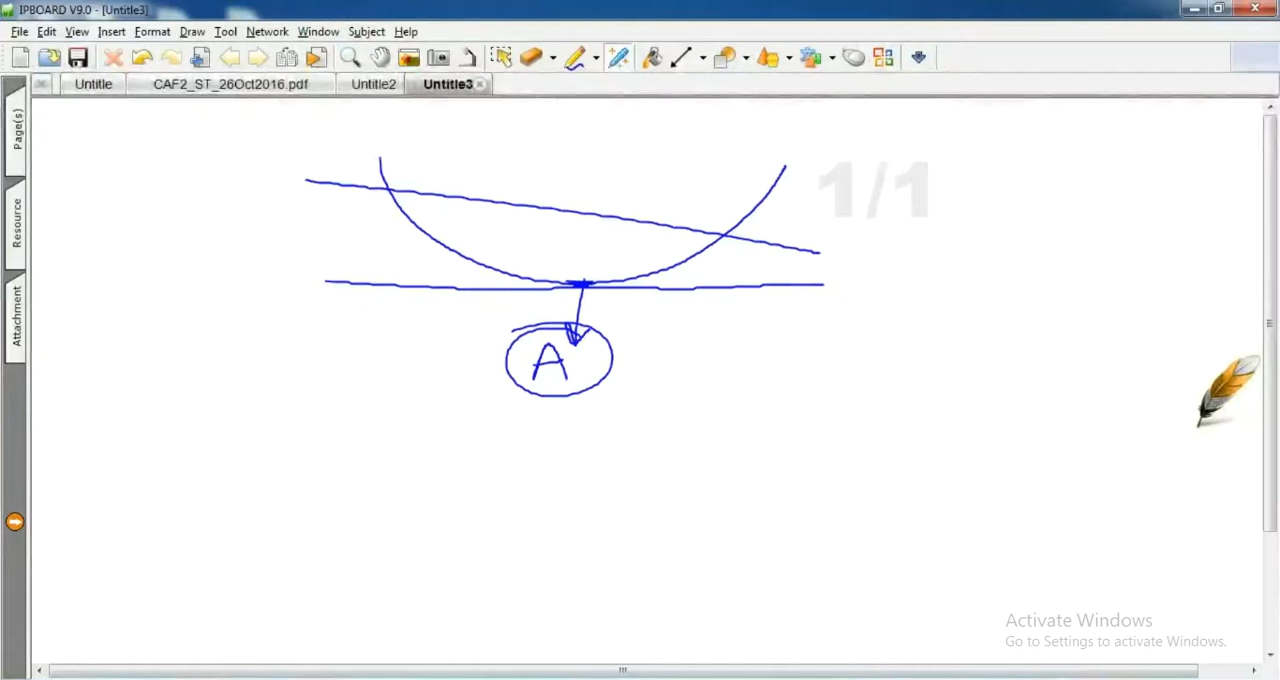 IPBOARD V9.0 - [Untitle3]
File Edit View Insert Format Draw Tool Network Window Subject Help
Untitle CAF2_ST_26Oct2016.pdf Untitle2 Untitle3
Page(s)
Resource
Attachment
1/1
A
Activate Windows
Go to Settings to activate Windows.